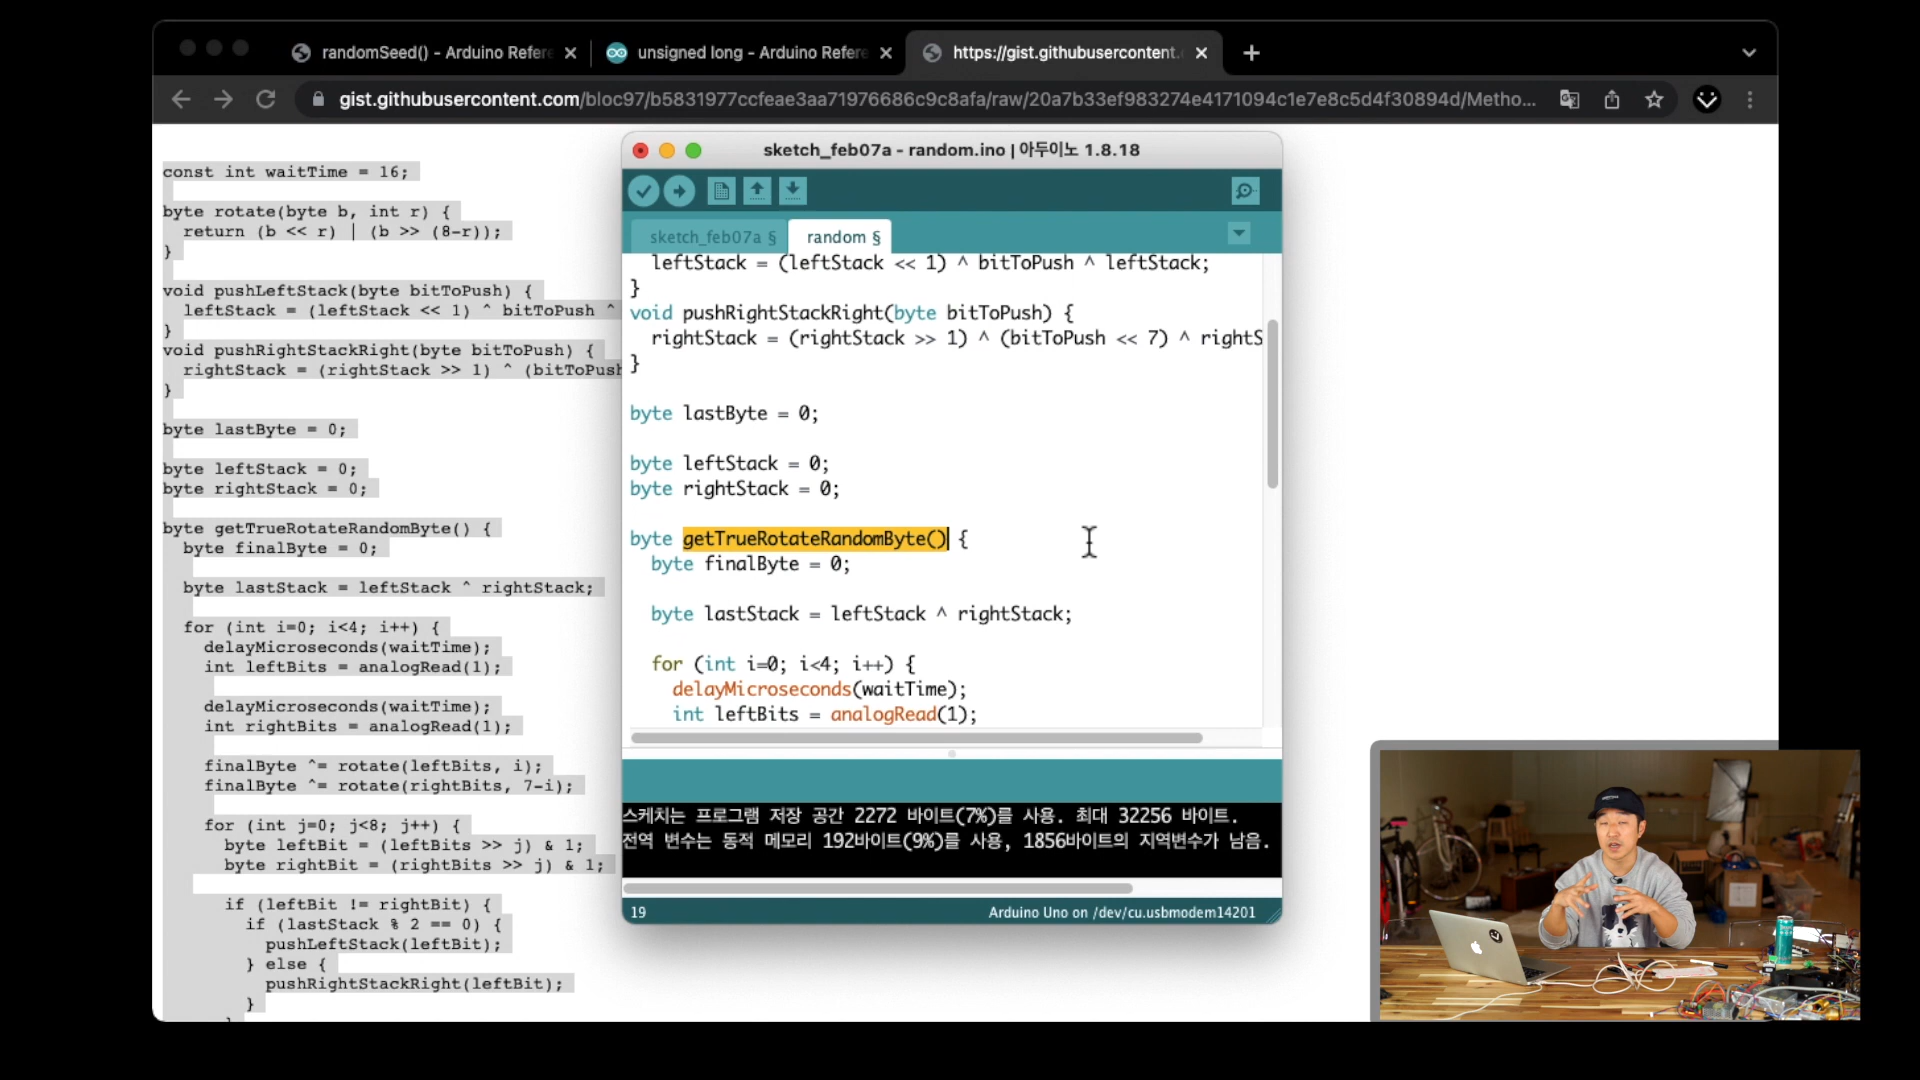 randomSeed() - Arduino Refere
unsigned long - Arduino Refere
https://gist.githubusercontent.
gist.githubusercontent.com/bloc97/b5831977ccfeae3aa71976686c9c8afa/raw/20a7b33ef983274e4171094c1e7e8c5d4f30894d/Metho...
const int waitTime = 16;
byte rotate(byte b, int r) {
return (b << r) | (b >> (8-r));
}
void pushLeftStack(byte bitToPush) {
leftStack = (leftStack << 1) ^ bitToPush ^
}
void pushRightStackRight(byte bitToPush) {
rightStack = (rightStack >> 1) ^ (bitToPush
}
byte lastByte = 0;
byte leftStack = 0;
byte rightStack = 0;
byte getTrueRotateRandomByte() {
byte finalByte = 0;
byte lastStack = leftStack ^ rightStack;
for (int i=0; i<4; i++) {
delayMicroseconds(waitTime);
int leftBits = analogRead(1);
delayMicroseconds(waitTime);
int rightBits = analogRead(1);
finalByte ^= rotate(leftBits, i);
finalByte ^= rotate(rightBits, 7-i);
for (int j=0; j<8; j++) {
byte leftBit = (leftBits >> j) & 1;
byte rightBit = (rightBits >> j) & 1;
if (leftBit != rightBit) {
if (lastStack % 2 == 0) {
pushLeftStack(leftBit);
} else {
pushRightStackRight(leftBit);
}
sketch_feb07a - random.ino | 아두이노 1.8.18
sketch_feb07a §
random §
leftStack = (leftStack << 1) ^ bitToPush ^ leftStack;
}
void pushRightStackRight(byte bitToPush) {
rightStack = (rightStack >> 1) ^ (bitToPush << 7) ^ rightS
}
byte lastByte = 0;
byte leftStack = 0;
byte rightStack = 0;
byte getTrueRotateRandomByte() {
byte finalByte = 0;
byte lastStack = leftStack ^ rightStack;
for (int i=0; i<4; i++) {
delayMicroseconds(waitTime);
int leftBits = analogRead(1);
스케치는 프로그램 저장 공간 2272 바이트(7%)를 사용. 최대 32256 바이트.
전역 변수는 동적 메모리 192바이트(9%)를 사용, 1856바이트의 지역변수가 남음.
19
Arduino Uno on /dev/cu.usbmodem14201